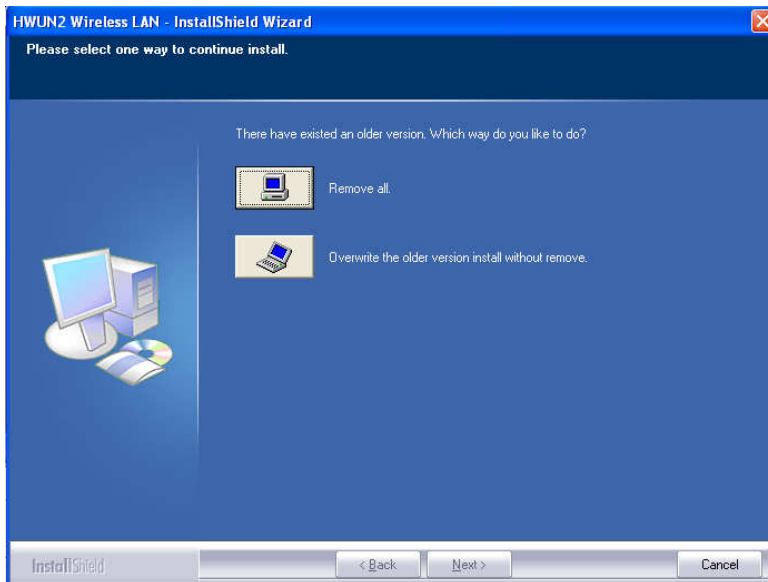 HWUN2 Wireless LAN - InstallShield Wizard
Please select one way to continue install.
There have existed an older version. Which way do you like to do?
Remove all.
Overwrite the older version install without remove.
InstallShield
< Back
Next >
Cancel